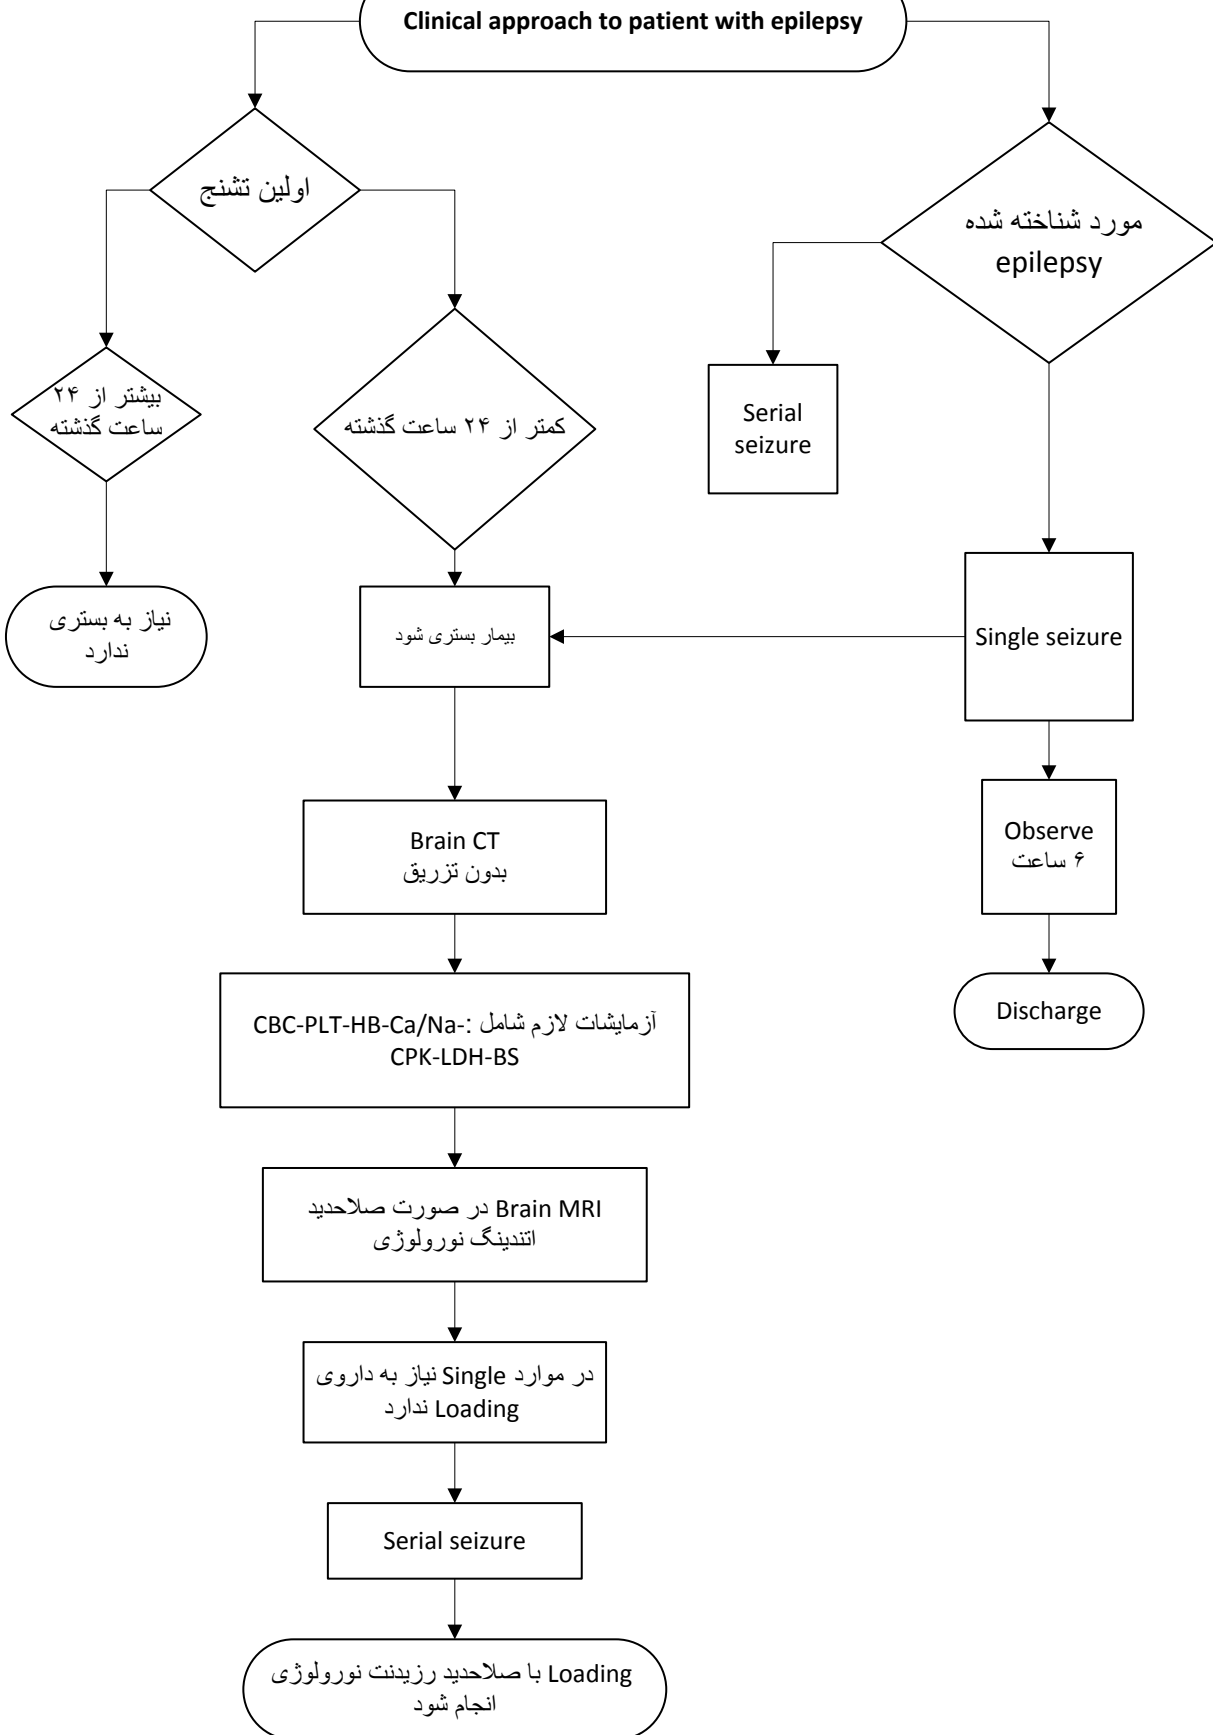 Clinical approach to patient with epilepsy
اولین تشنج
مورد شناخته شده
epilepsy
بیشتر از ۲۴
ساعت گذشته
کمتر از ۲۴ ساعت گذشته
Serial
seizure
نیاز به بستری
ندارد
بیمار بستری شود
Single seizure
Brain CT
بدون تزریق
Observe
۶ ساعت
آزمایشات لازم شامل :CBC-PLT-HB-Ca/Na-
CPK-LDH-BS
Discharge
Brain MRI در صورت صلاحدید
اتندینگ نورولوژی
در موارد Single نیاز به داروی
Loading ندارد
Serial seizure
Loading با صلاحدید رزیدنت نورولوژی
انجام شود